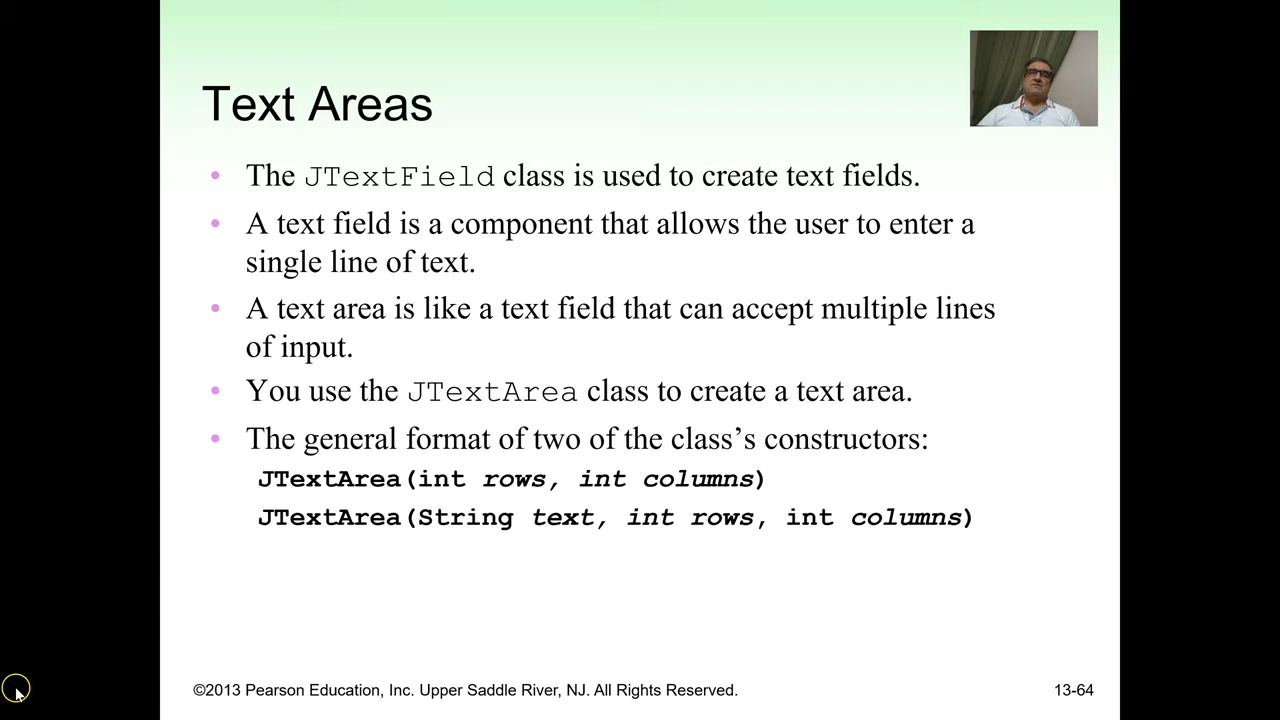 Text Areas
• The JTextField class is used to create text fields.
• A text field is a component that allows the user to enter a
single line of text.
• A text area is like a text field that can accept multiple lines
of input.
• You use the JTextArea class to create a text area.
• The general format of two of the class’s constructors:
JTextArea(int rows, int columns)
JTextArea(String text, int rows, int columns)
©2013 Pearson Education, Inc. Upper Saddle River, NJ. All Rights Reserved.
13-64